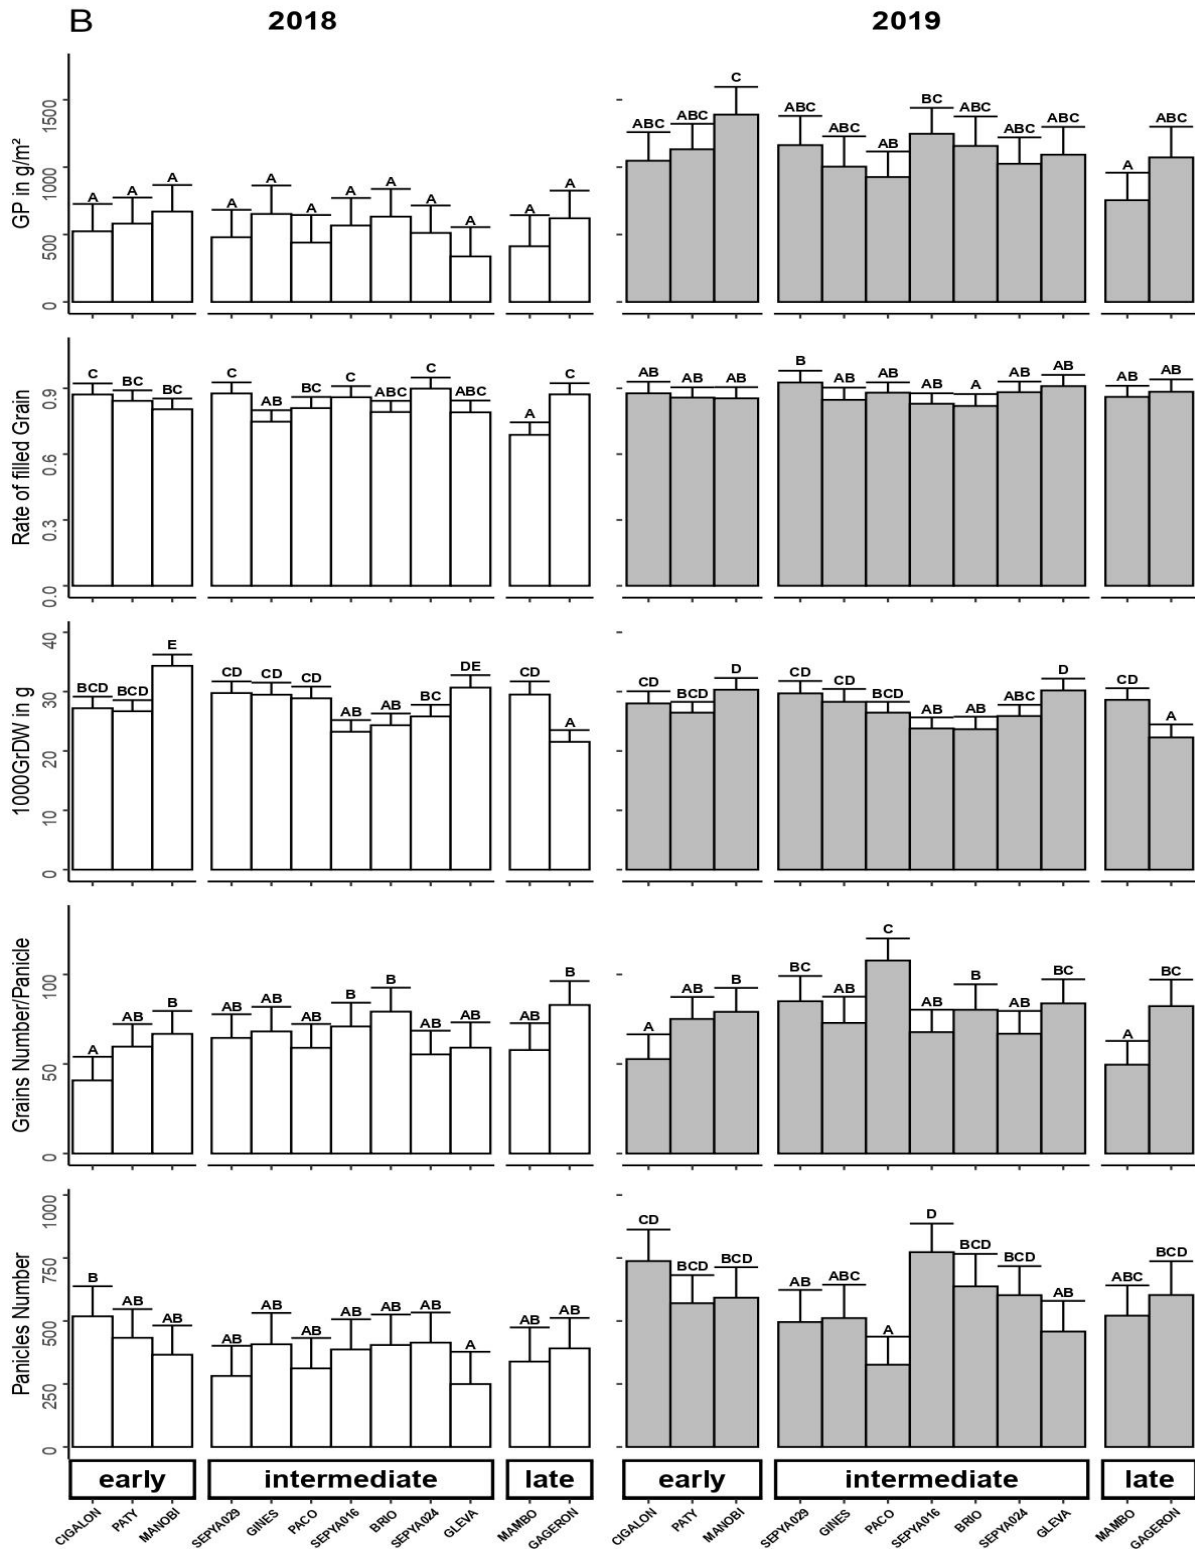 B 2018 2019
GP in g/m²
0 500 1000 1500
A A A A A A A A A A A A
ABC ABC C ABC ABC AB BC ABC ABC ABC A ABC
Rate of filled Grain
0.0 0.3 0.6 0.9
C BC BC C AB BC C ABC C ABC A C
AB AB AB B AB AB AB A AB AB AB AB
1000GrDW in g
0 10 20 30 40
BCD BCD E CD CD CD AB AB BC DE CD A
CD BCD D CD CD BCD AB AB ABC D CD A
Grains Number/Panicle
0 50 100
A AB B AB AB AB B B AB AB AB B
A AB B BC AB C AB B AB BC A BC
Panicles Number
0 250 500 750 1000
B AB AB AB AB AB AB AB AB A AB AB
CD BCD BCD AB ABC A D BCD BCD AB ABC BCD
early intermediate late early intermediate late
CIGALON PATY MANOBI SEPYA029 GINES PACO SEPYA016 BRIO SEPYA024 GLEVA MAMBO GAGERON CIGALON PATY MANOBI SEPYA029 GINES PACO SEPYA016 BRIO SEPYA024 GLEVA MAMBO GAGERON